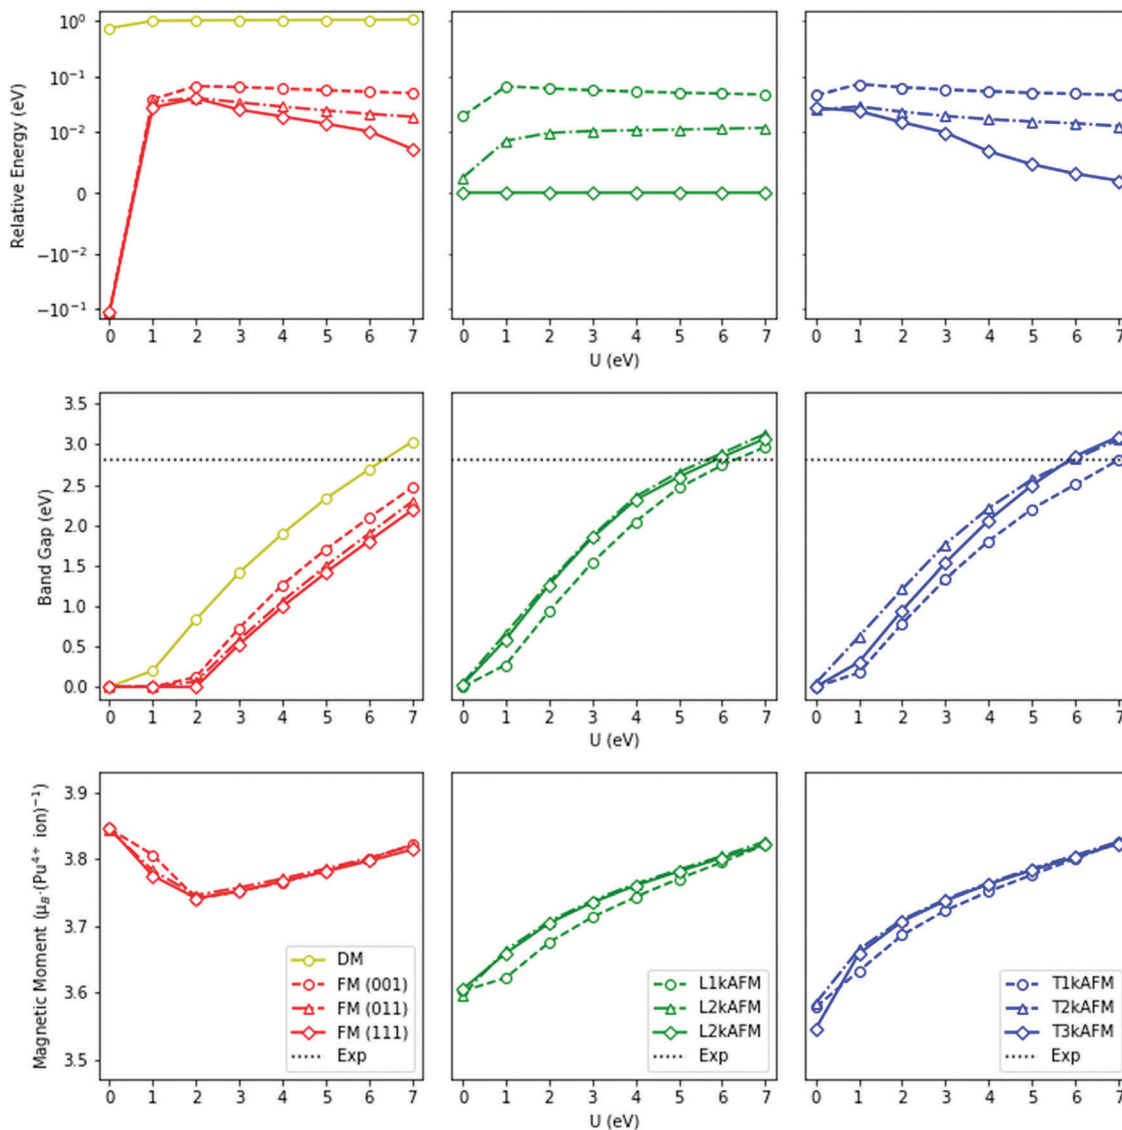 Relative Energy (eV)
10⁰
10⁻¹
10⁻²
0
−10⁻²
−10⁻¹
0 1 2 3 4 5 6 7
0 1 2 3 4 5 6 7
0 1 2 3 4 5 6 7
U (eV)
Band Gap (eV)
3.5
3.0
2.5
2.0
1.5
1.0
0.5
0.0
0 1 2 3 4 5 6 7
0 1 2 3 4 5 6 7
0 1 2 3 4 5 6 7
U (eV)
Magnetic Moment (μ_B·(Pu⁴⁺ ion)⁻¹)
3.9
3.8
3.7
3.6
3.5
DM
FM (001)
FM (011)
FM (111)
Exp
L1kAFM
L2kAFM
L2kAFM
Exp
T1kAFM
T2kAFM
T3kAFM
Exp
0 1 2 3 4 5 6 7
0 1 2 3 4 5 6 7
0 1 2 3 4 5 6 7
U (eV)